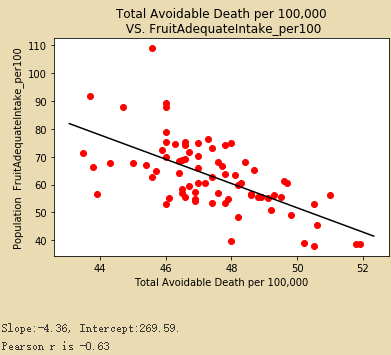 Total Avoidable Death per 100,000
VS. FruitAdequateIntake_per100
Population FruitAdequateIntake_per100
110
100
90
80
70
60
50
40
44
46
48
50
52
Total Avoidable Death per 100,000
Slope:-4.36, Intercept:269.59.
Pearson r is -0.63